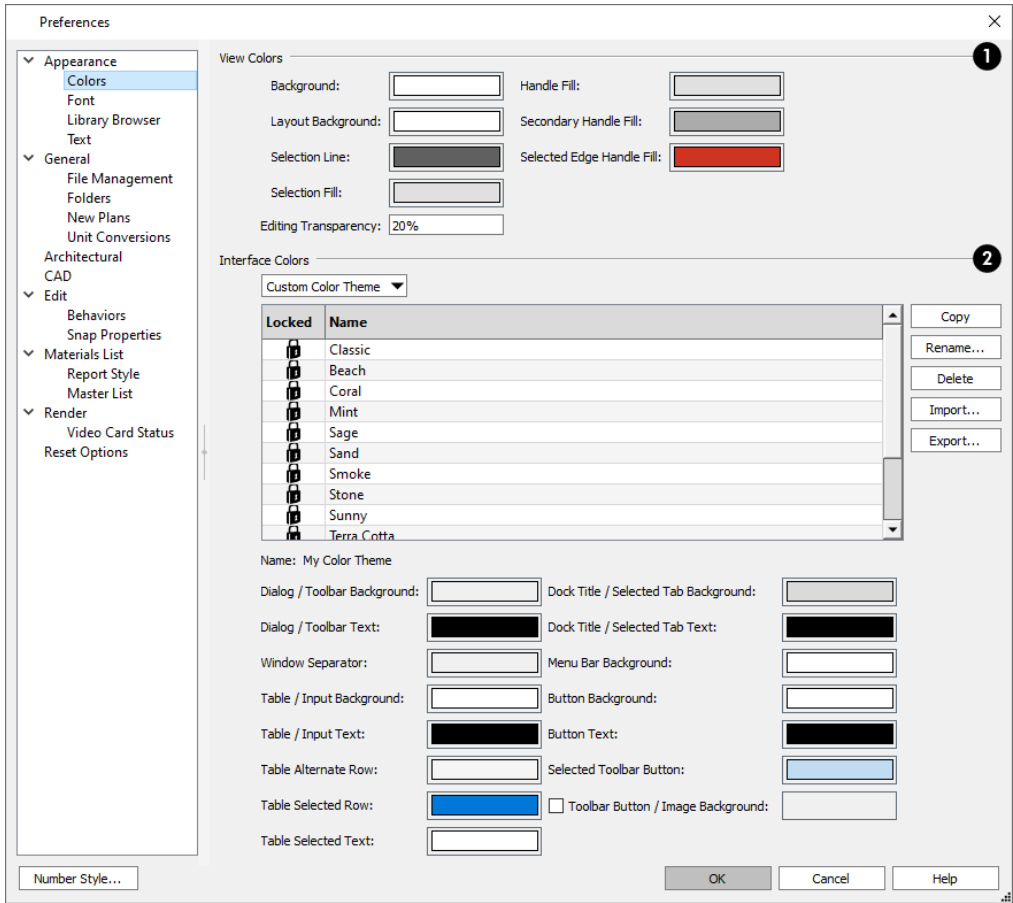 Preferences
Appearance
Colors
Font
Library Browser
Text
General
File Management
Folders
New Plans
Unit Conversions
Architectural
CAD
Edit
Behaviors
Snap Properties
Materials List
Report Style
Master List
Render
Video Card Status
Reset Options
View Colors 1
Background: Handle Fill:
Layout Background: Secondary Handle Fill:
Selection Line: Selected Edge Handle Fill:
Selection Fill:
Editing Transparency: 20%
Interface Colors 2
Custom Color Theme
Locked Name
Classic
Beach
Coral
Mint
Sage
Sand
Smoke
Stone
Sunny
Terra Cotta
Copy
Rename...
Delete
Import...
Export...
Name: My Color Theme
Dialog / Toolbar Background: Dock Title / Selected Tab Background:
Dialog / Toolbar Text: Dock Title / Selected Tab Text:
Window Separator: Menu Bar Background:
Table / Input Background: Button Background:
Table / Input Text: Button Text:
Table Alternate Row: Selected Toolbar Button:
Table Selected Row: Toolbar Button / Image Background:
Table Selected Text:
Number Style... OK Cancel Help